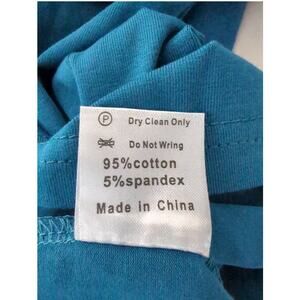 P Dry Clean Only
Do Not Wring
95%cotton
5%spandex
Made in China